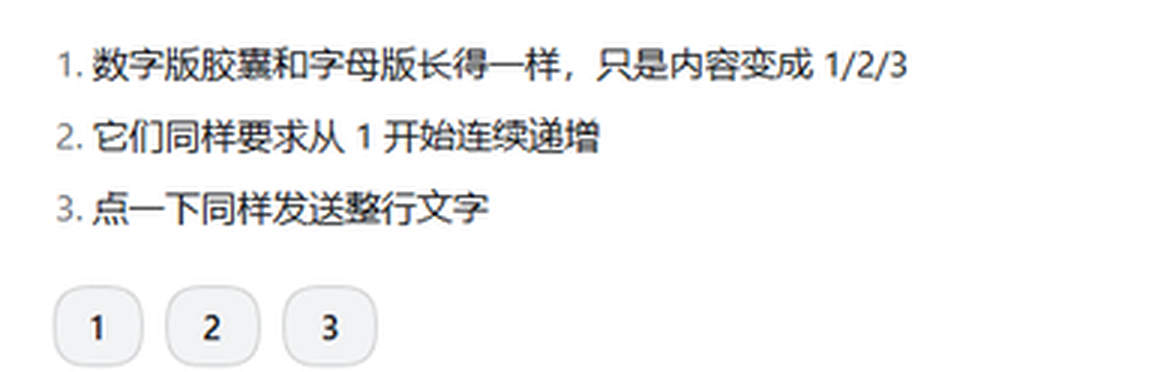 1. 数字版胶囊和字母版长得一样，只是内容变成 1/2/3
2. 它们同样要求从 1 开始连续递增
3. 点一下同样发送整行文字
1 2 3